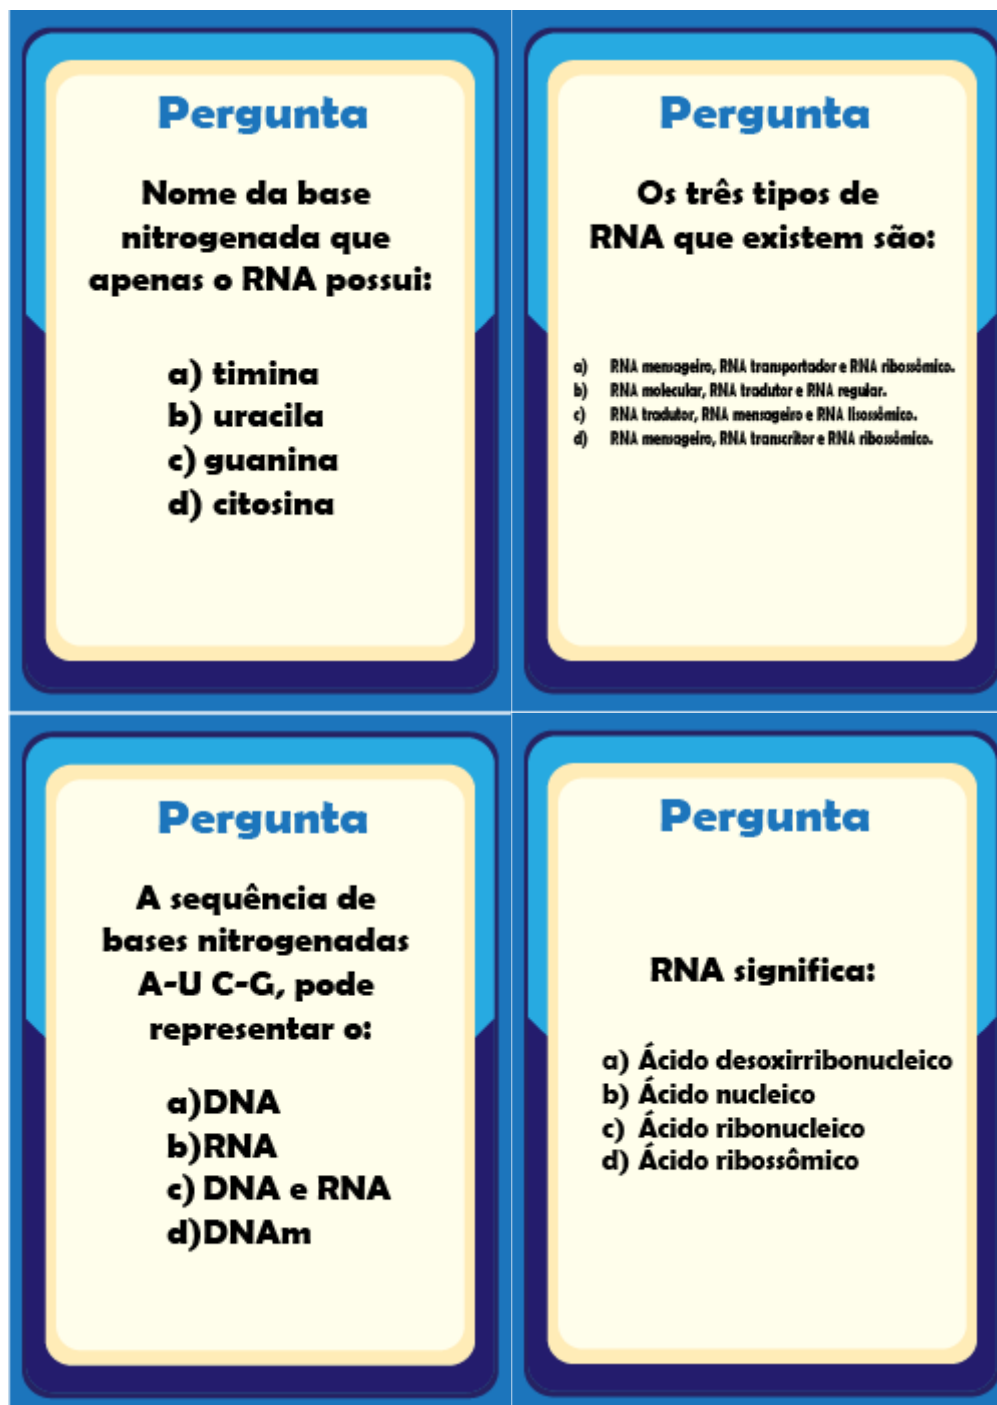 Pergunta
Nome da base
nitrogenada que
apenas o RNA possui:
a) timina
b) uracila
c) guanina
d) citosina
Pergunta
Os três tipos de
RNA que existem são:
a) RNA mensageiro, RNA transportador e RNA ribossômico.
b) RNA molecular, RNA tradutor e RNA regular.
c) RNA tradutor, RNA mensageiro e RNA lisossômico.
d) RNA mensageiro, RNA transcritor e RNA ribossômico.
Pergunta
A sequência de
bases nitrogenadas
A-U C-G, pode
representar o:
a)DNA
b)RNA
c) DNA e RNA
d)DNAm
Pergunta
RNA significa:
a) Ácido desoxirribonucleico
b) Ácido nucleico
c) Ácido ribonucleico
d) Ácido ribossômico